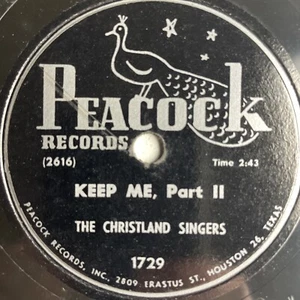 PEACOCK
RECORDS
(2616)
Time 2:43
KEEP ME, Part II
THE CHRISTLAND SINGERS
1729
PEACOCK RECORDS, INC., 2809 ERASTUS ST., HOUSTON 26, TEXAS